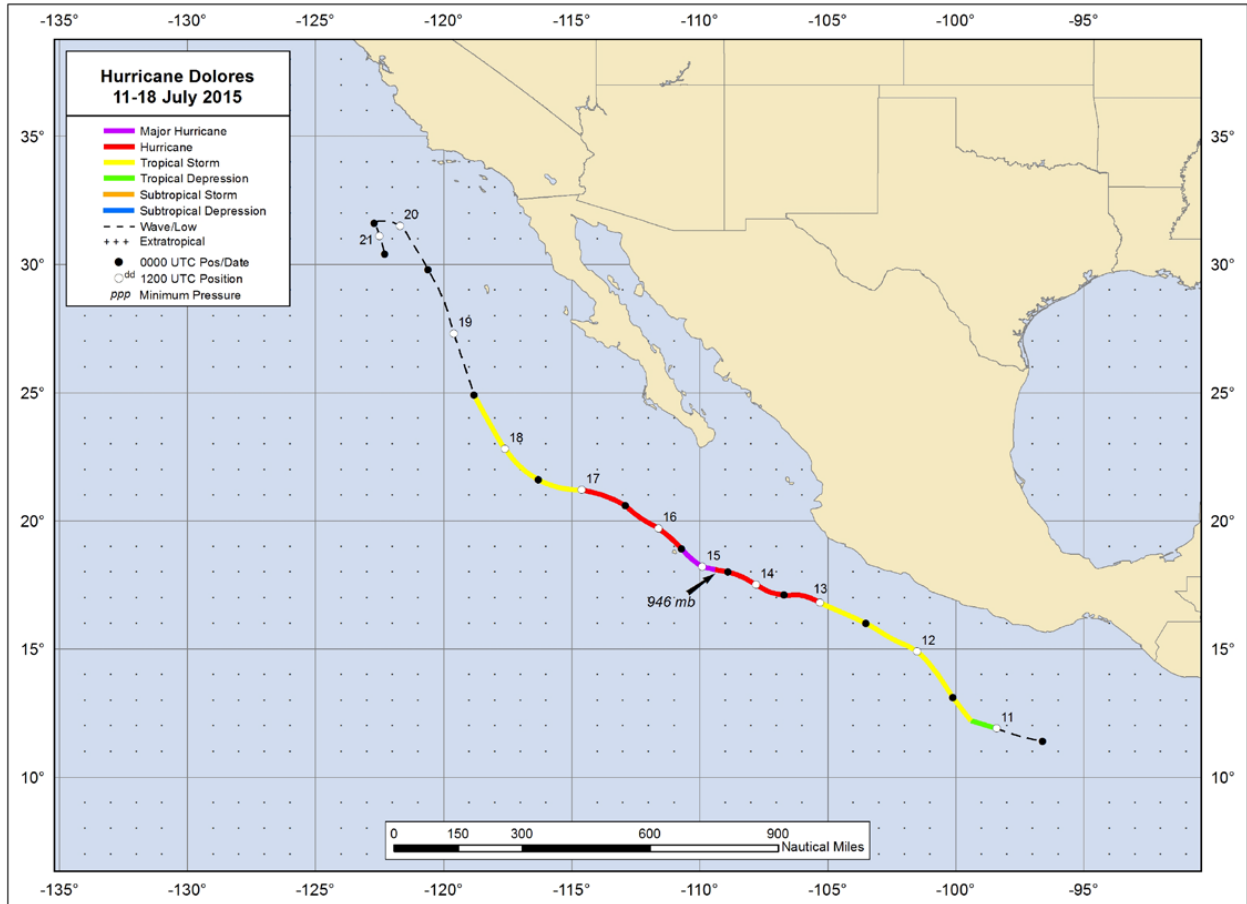 -135° -130° -125° -120° -115° -110° -105° -100° -95°
Hurricane Dolores
11-18 July 2015
Major Hurricane
Hurricane
Tropical Storm
Tropical Depression
Subtropical Storm
Subtropical Depression
Wave/Low
Extratropical
0000 UTC Pos/Date
dd 1200 UTC Position
ppp Minimum Pressure
35° 35°
20
21
30° 30°
19
25° 25°
18
17
20° 16 20°
15
14
946 mb 13
15° 12 15°
11
10° 10°
0 150 300 600 900
Nautical Miles
-135° -130° -125° -120° -115° -110° -105° -100° -95°